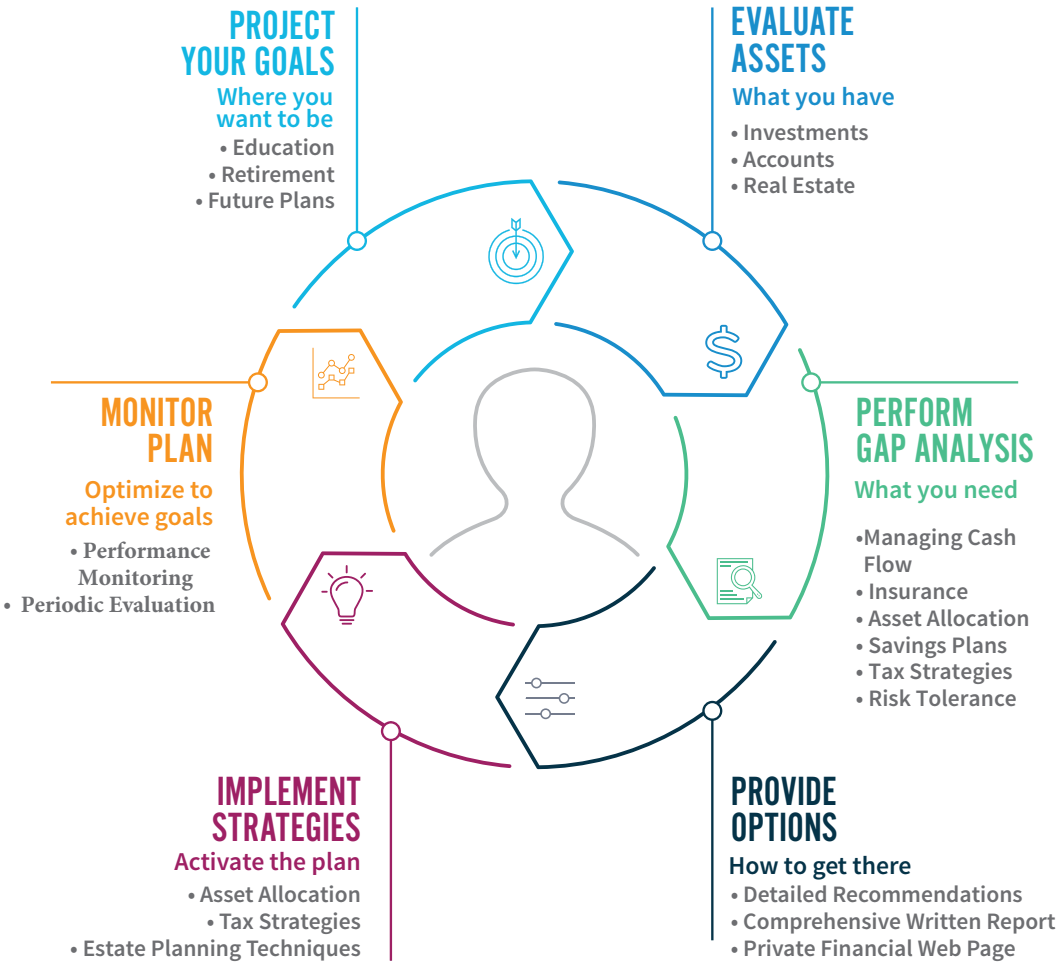 PROJECT
YOUR GOALS
Where you
want to be
• Education
• Retirement
• Future Plans
EVALUATE
ASSETS
What you have
• Investments
• Accounts
• Real Estate
PERFORM
GAP ANALYSIS
What you need
•Managing Cash
Flow
• Insurance
• Asset Allocation
• Savings Plans
• Tax Strategies
• Risk Tolerance
PROVIDE
OPTIONS
How to get there
• Detailed Recommendations
• Comprehensive Written Report
• Private Financial Web Page
IMPLEMENT
STRATEGIES
Activate the plan
• Asset Allocation
• Tax Strategies
• Estate Planning Techniques
MONITOR
PLAN
Optimize to
achieve goals
• Performance
Monitoring
• Periodic Evaluation
$